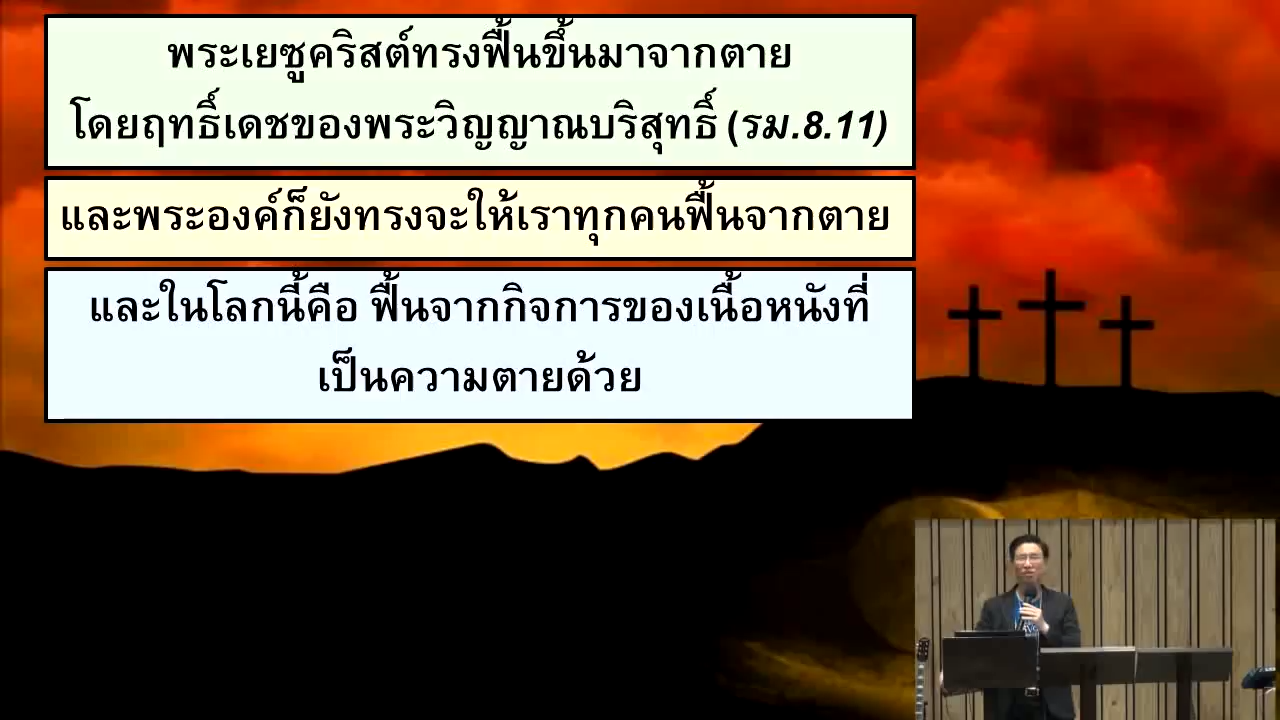 พระเยซูคริสต์ทรงฟื้นขึ้นมาจากตาย
โดยฤทธิ์เดชของพระวิญญาณบริสุทธิ์ (รม.8.11)
และพระองค์ก็ยังทรงจะให้เราทุกคนฟื้นจากตาย
และในโลกนี้คือ ฟื้นจากกิจการของเนื้อหนังที่
เป็นความตายด้วย